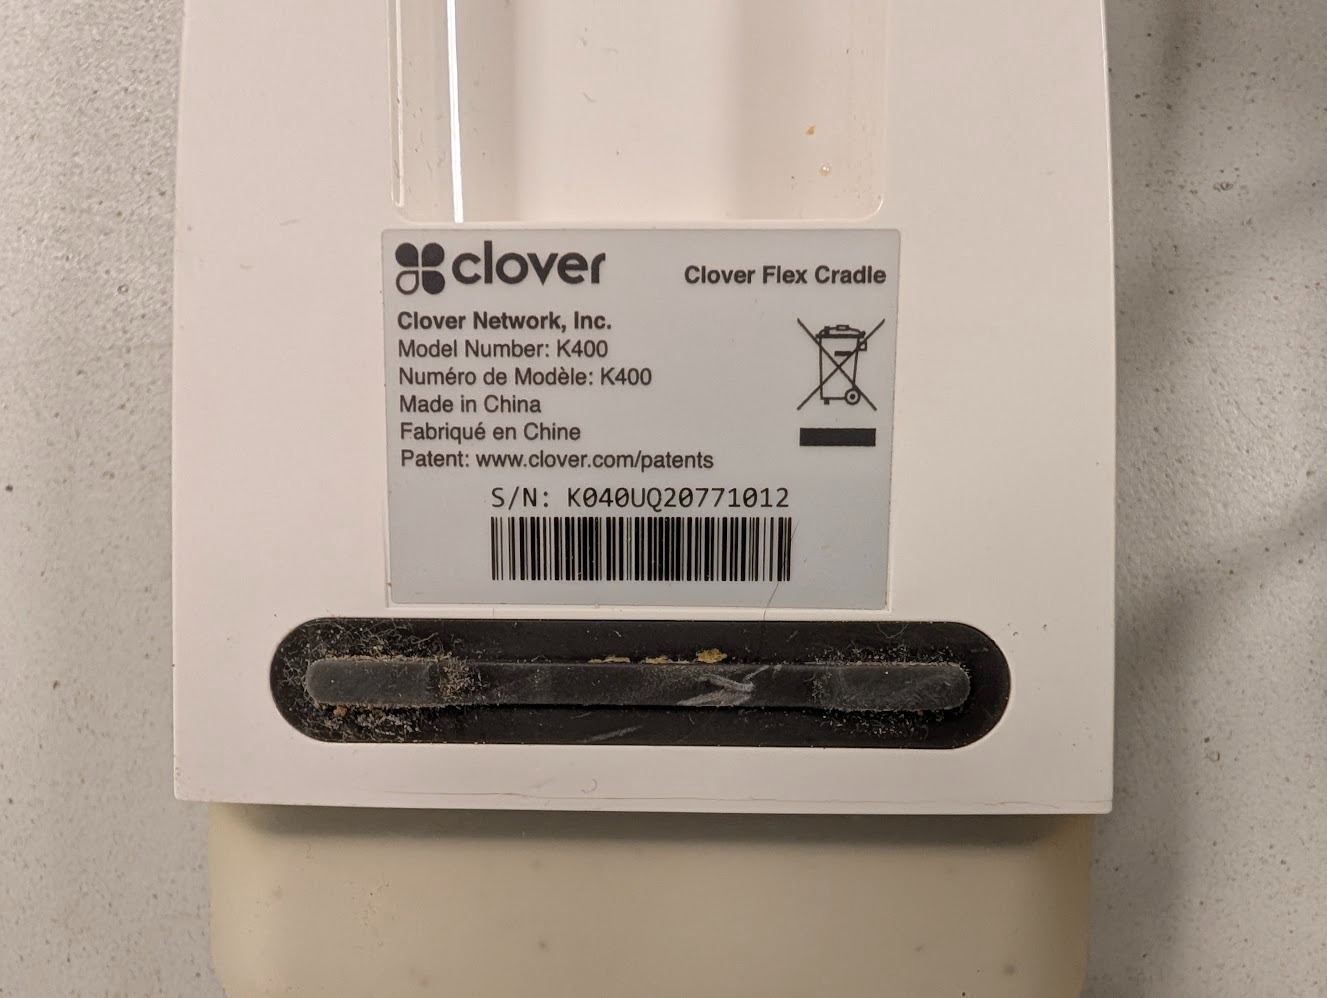 clover
Clover Flex Cradle
Clover Network, Inc.
Model Number: K400
Numéro de Modèle: K400
Made in China
Fabriqué en Chine
Patent: www.clover.com/patents
S/N: K040UQ20771012